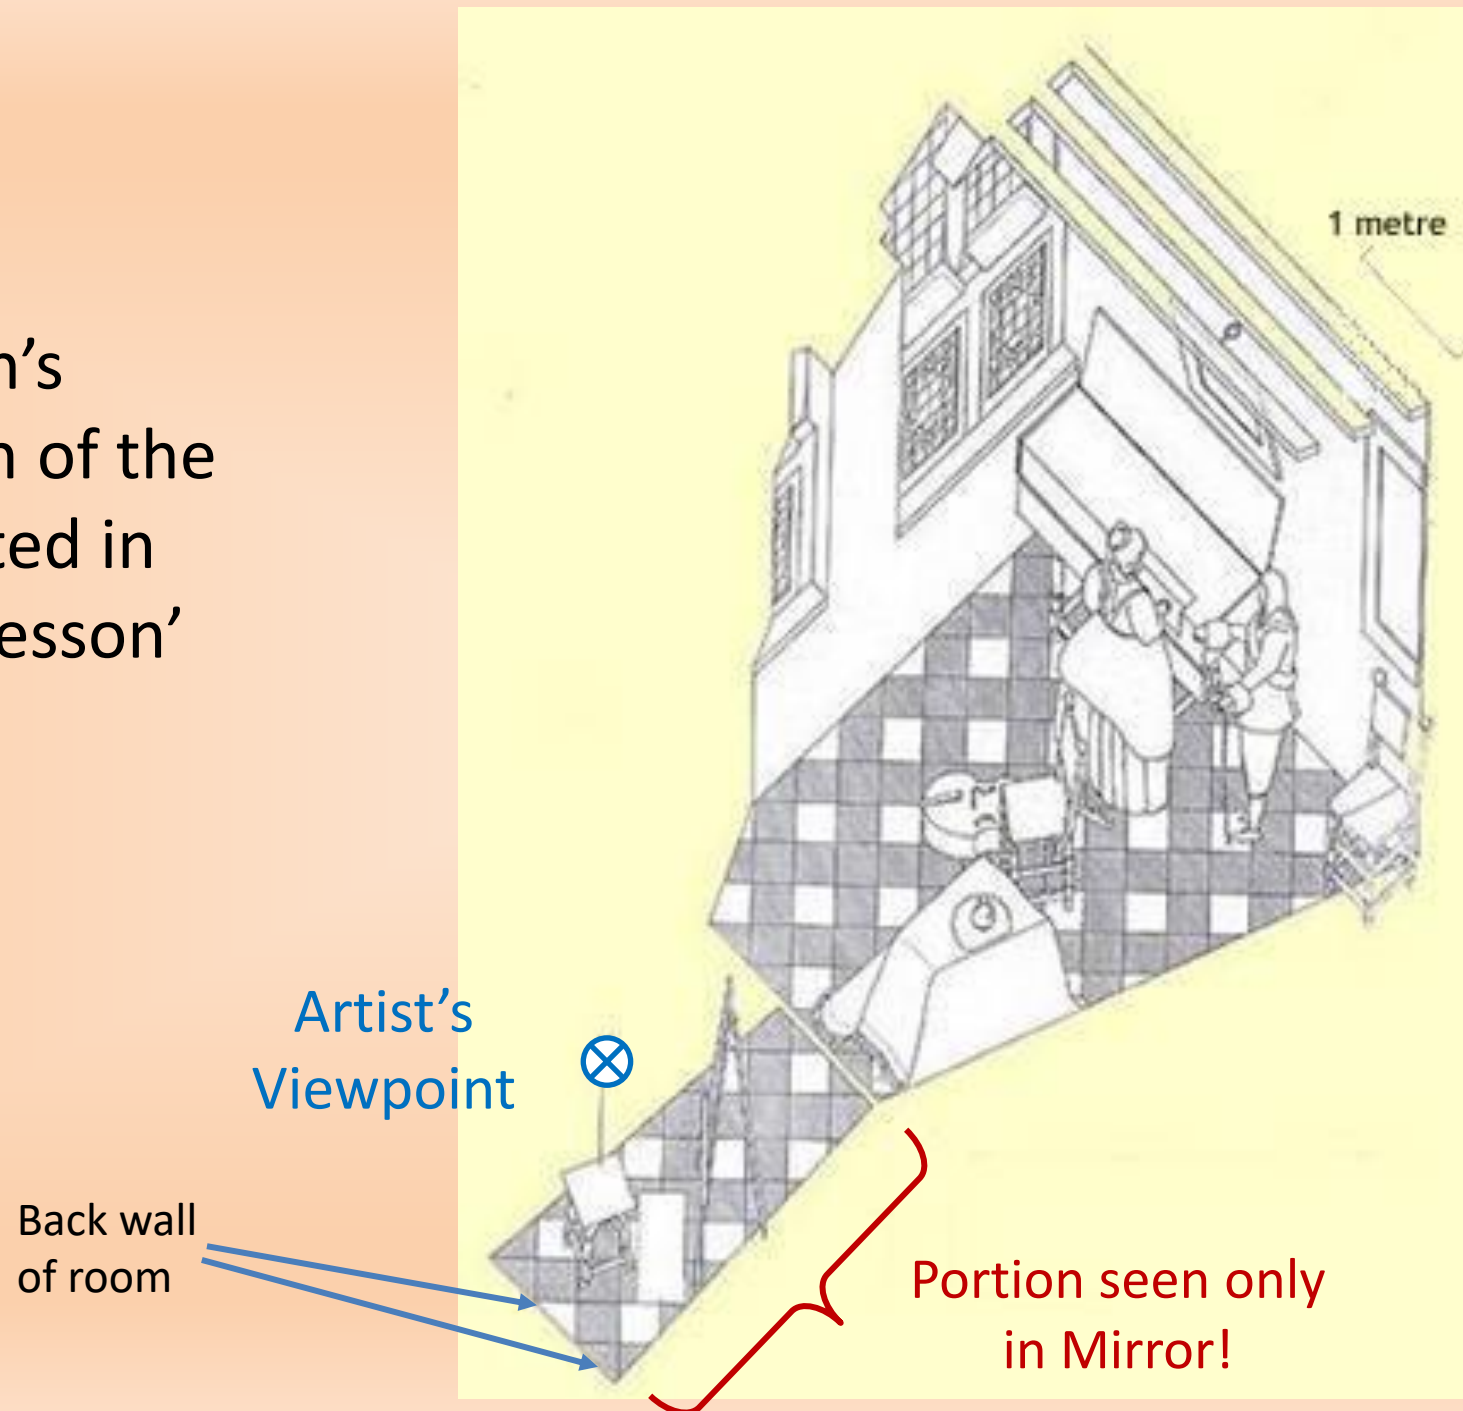 n's
n of the
ted in
esson’
1 metre
Artist's
Viewpoint
Back wall
of room
Portion seen only
in Mirror!